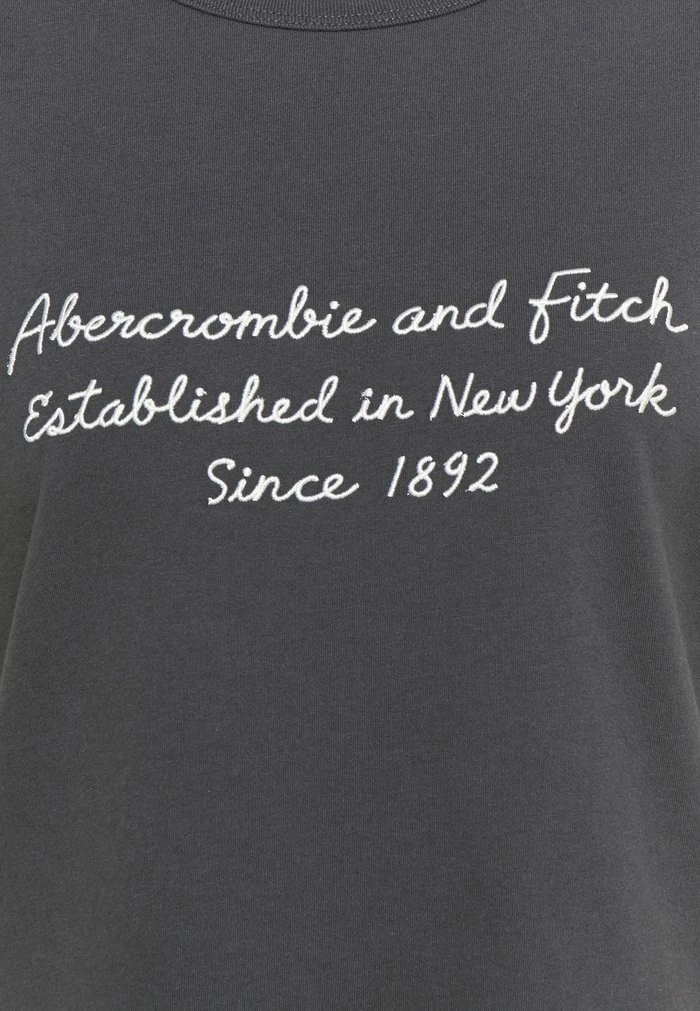 Abercrombie and Fitch
Established in New York
Since 1892